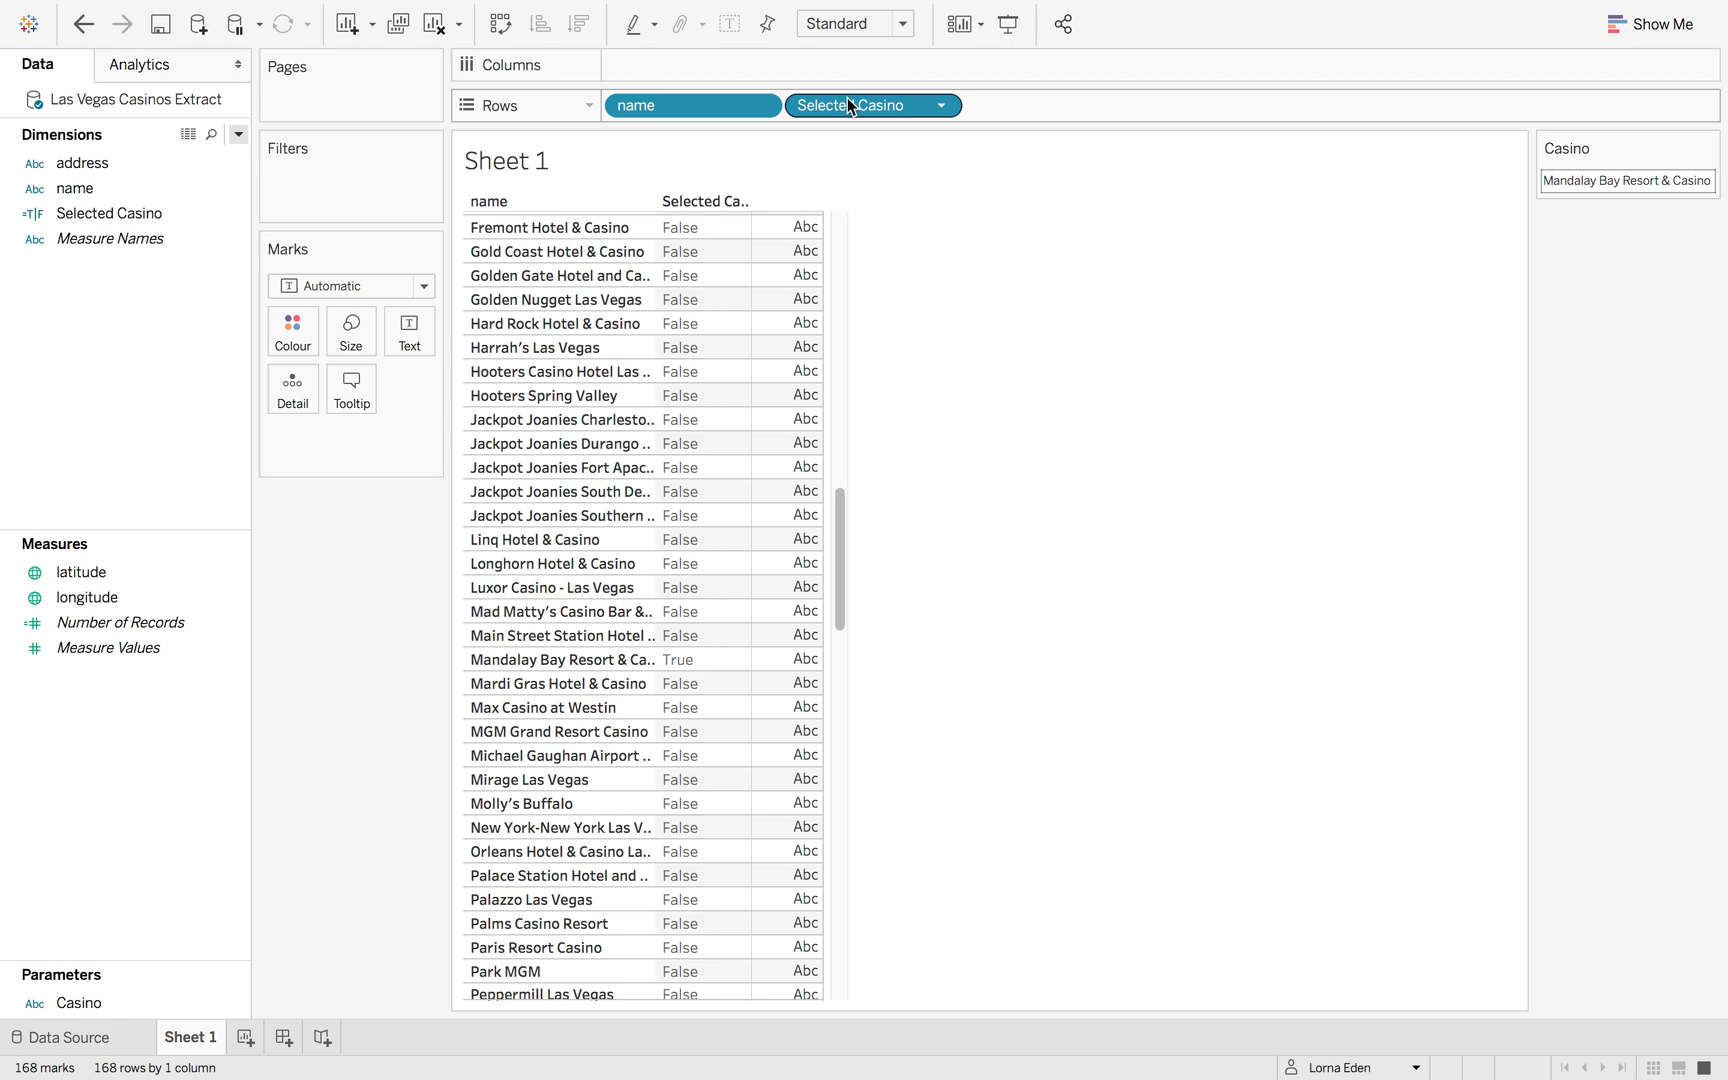 Standard
Show Me
Data
Analytics
Las Vegas Casinos Extract
Dimensions
Abc address
Abc name
=T|F Selected Casino
Abc Measure Names
Measures
latitude
longitude
=# Number of Records
# Measure Values
Parameters
Abc Casino
Pages
Filters
Marks
T Automatic
Colour
Size
Text
Detail
Tooltip
Columns
Rows
name
Selected Casino
Sheet 1
name Selected Ca..
Fremont Hotel & Casino False Abc
Gold Coast Hotel & Casino False Abc
Golden Gate Hotel and Ca.. False Abc
Golden Nugget Las Vegas False Abc
Hard Rock Hotel & Casino False Abc
Harrah's Las Vegas False Abc
Hooters Casino Hotel Las .. False Abc
Hooters Spring Valley False Abc
Jackpot Joanies Charlesto.. False Abc
Jackpot Joanies Durango .. False Abc
Jackpot Joanies Fort Apac.. False Abc
Jackpot Joanies South De.. False Abc
Jackpot Joanies Southern .. False Abc
Linq Hotel & Casino False Abc
Longhorn Hotel & Casino False Abc
Luxor Casino - Las Vegas False Abc
Mad Matty's Casino Bar &.. False Abc
Main Street Station Hotel .. False Abc
Mandalay Bay Resort & Ca.. True Abc
Mardi Gras Hotel & Casino False Abc
Max Casino at Westin False Abc
MGM Grand Resort Casino False Abc
Michael Gaughan Airport .. False Abc
Mirage Las Vegas False Abc
Molly's Buffalo False Abc
New York-New York Las V.. False Abc
Orleans Hotel & Casino La.. False Abc
Palace Station Hotel and .. False Abc
Palazzo Las Vegas False Abc
Palms Casino Resort False Abc
Paris Resort Casino False Abc
Park MGM False Abc
Peppermill Las Vegas False Abc
Casino
Mandalay Bay Resort & Casino
Data Source
Sheet 1
168 marks 168 rows by 1 column
Lorna Eden